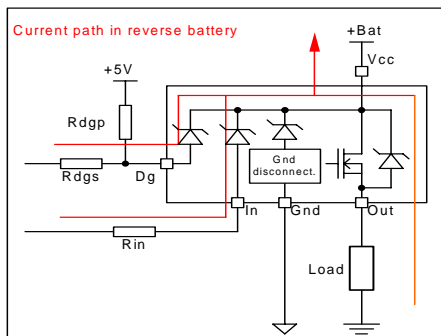 Current path in reverse battery
+Bat
Vcc
+5V
Rdgp
Rdgs
Dg
Gnd
disconnect.
In
Gnd
Out
Rin
Load